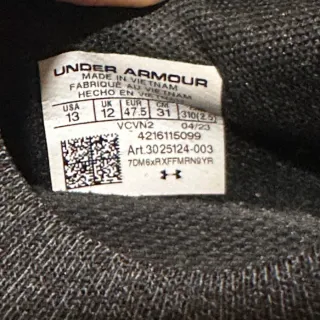 UNDER ARMOUR
MADE IN VIETNAM
FABRIQUÉ AU VIETNAM
HECHO EN VIETNAM
USA UK EUR CM
13 12 47.5 31 310(2.5)
VCVN2 04/23
4216115099
Art.3025124-003
7DM6xRXFFMRN9YR